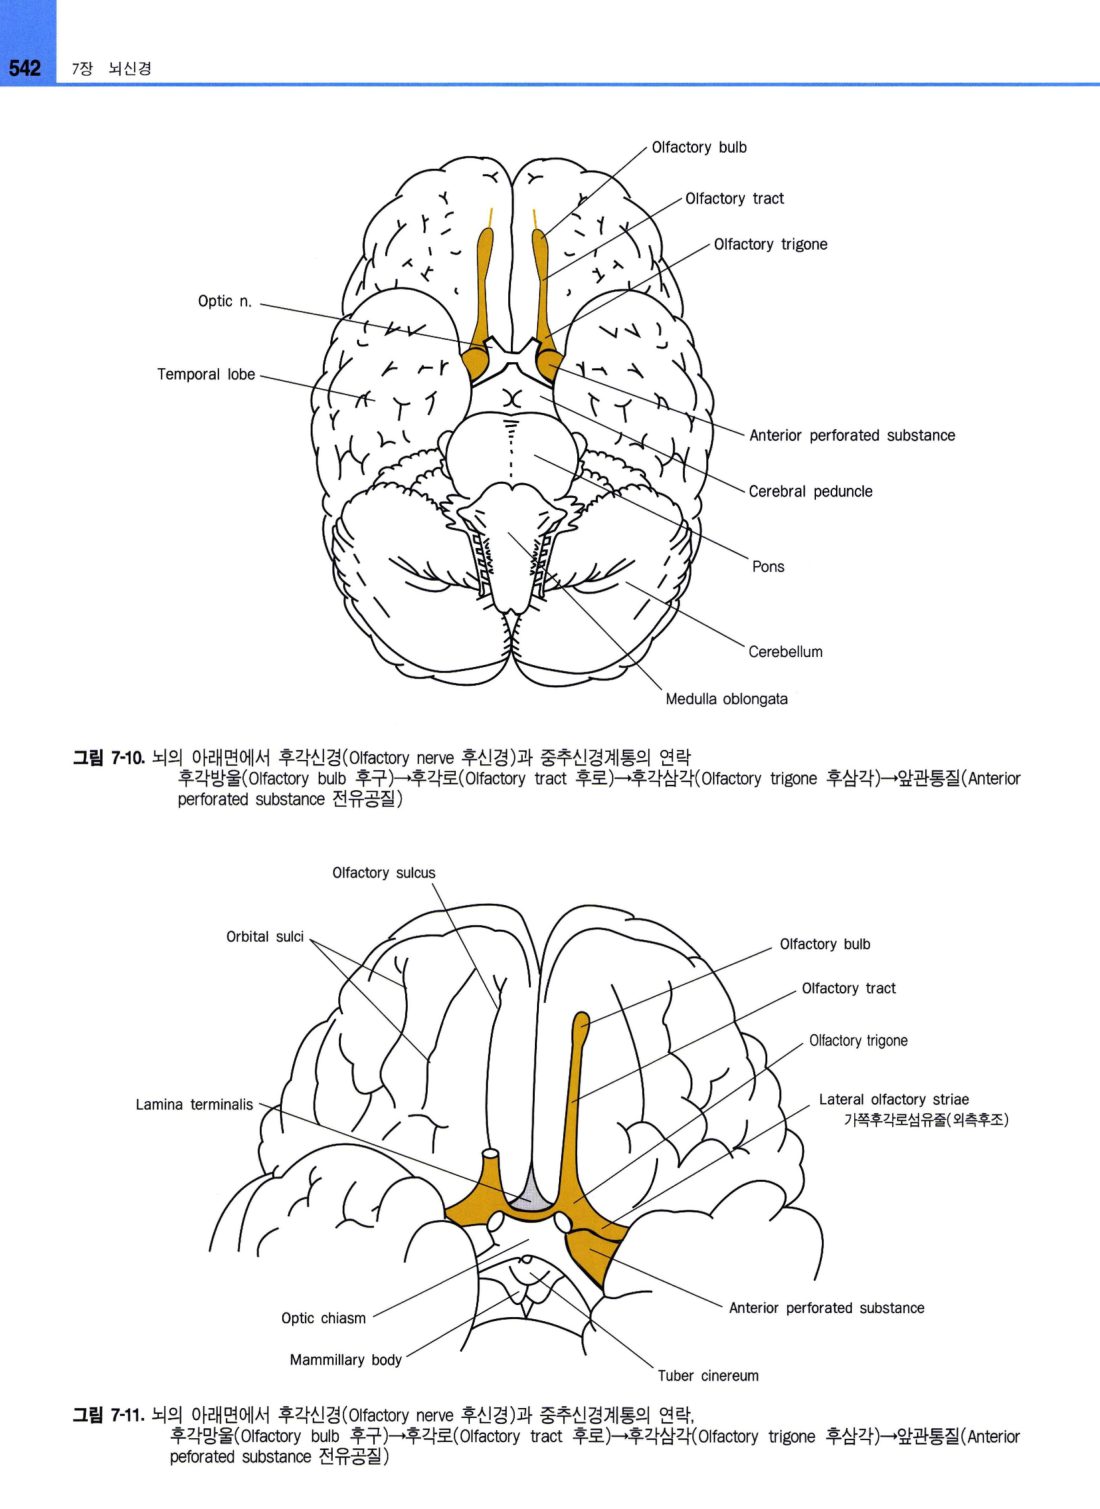 542
7장 뇌신경
Olfactory bulb
Olfactory tract
Olfactory trigone
Optic n.
Temporal lobe
Anterior perforated substance
Cerebral peduncle
Pons
Cerebellum
Medulla oblongata
그림 7-10. 뇌의 아래면에서 후각신경(Olfactory nerve 후신경)과 중추신경계통의 연락
후각방울(Olfactory bulb 후구)→후각로(Olfactory tract 후로)→후각삼각(Olfactory trigone 후삼각)→앞관통질(Anterior
perforated substance 전유공질)
Olfactory sulcus
Orbital sulci
Olfactory bulb
Olfactory tract
Olfactory trigone
Lamina terminalis
Lateral olfactory striae
가쪽후각로섬유줄(외측후조)
Anterior perforated substance
Optic chiasm
Mammillary body
Tuber cinereum
그림 7-11. 뇌의 아래면에서 후각신경(Olfactory nerve 후신경)과 중추신경계통의 연락,
후각망울(Olfactory bulb 후구)→후각로(Olfactory tract 후로)→후각삼각(Olfactory trigone 후삼각)→앞관통질(Anterior
peforated substance 전유공질)